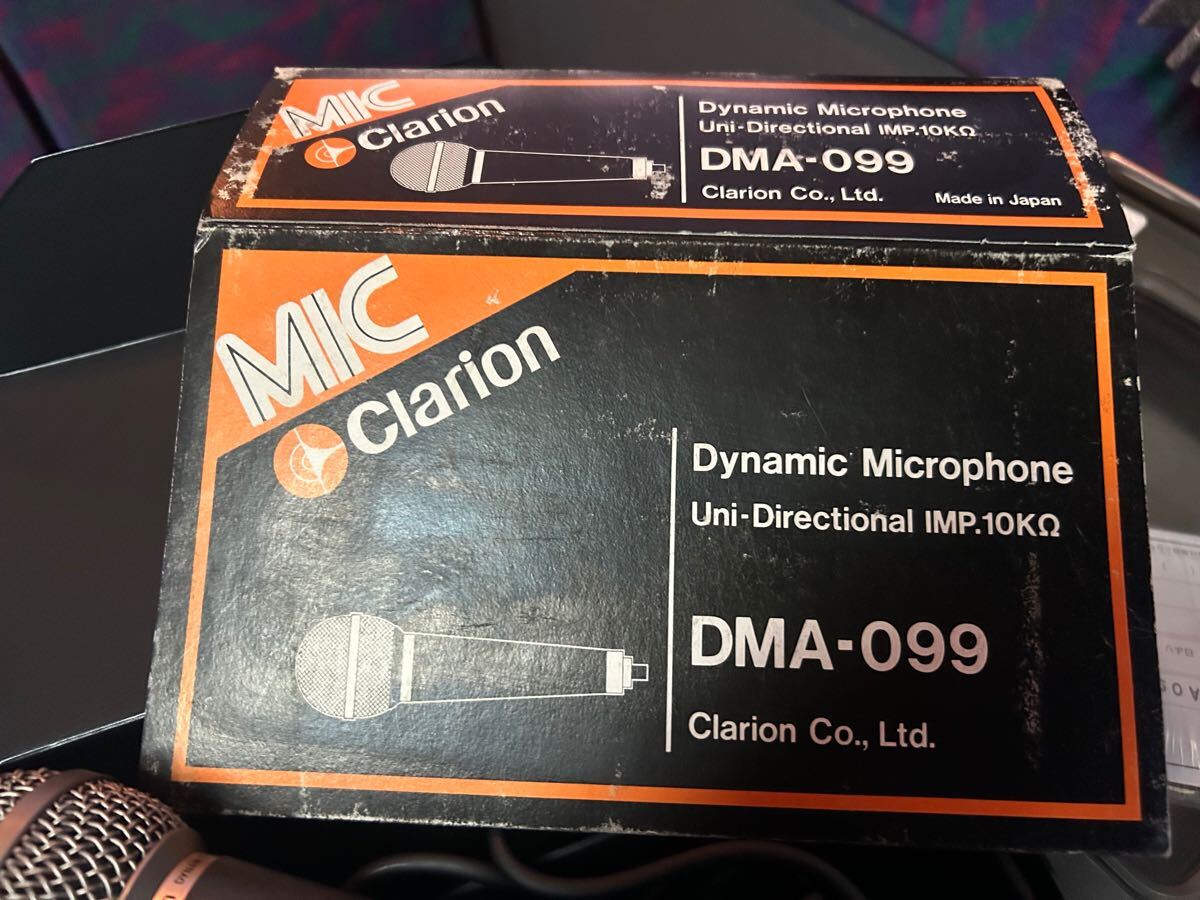 MIC
Clarion
Dynamic Microphone
Uni-Directional IMP.10KΩ
DMA-099
Clarion Co., Ltd.
Made in Japan
MIC
Clarion
Dynamic Microphone
Uni-Directional IMP.10KΩ
DMA-099
Clarion Co., Ltd.